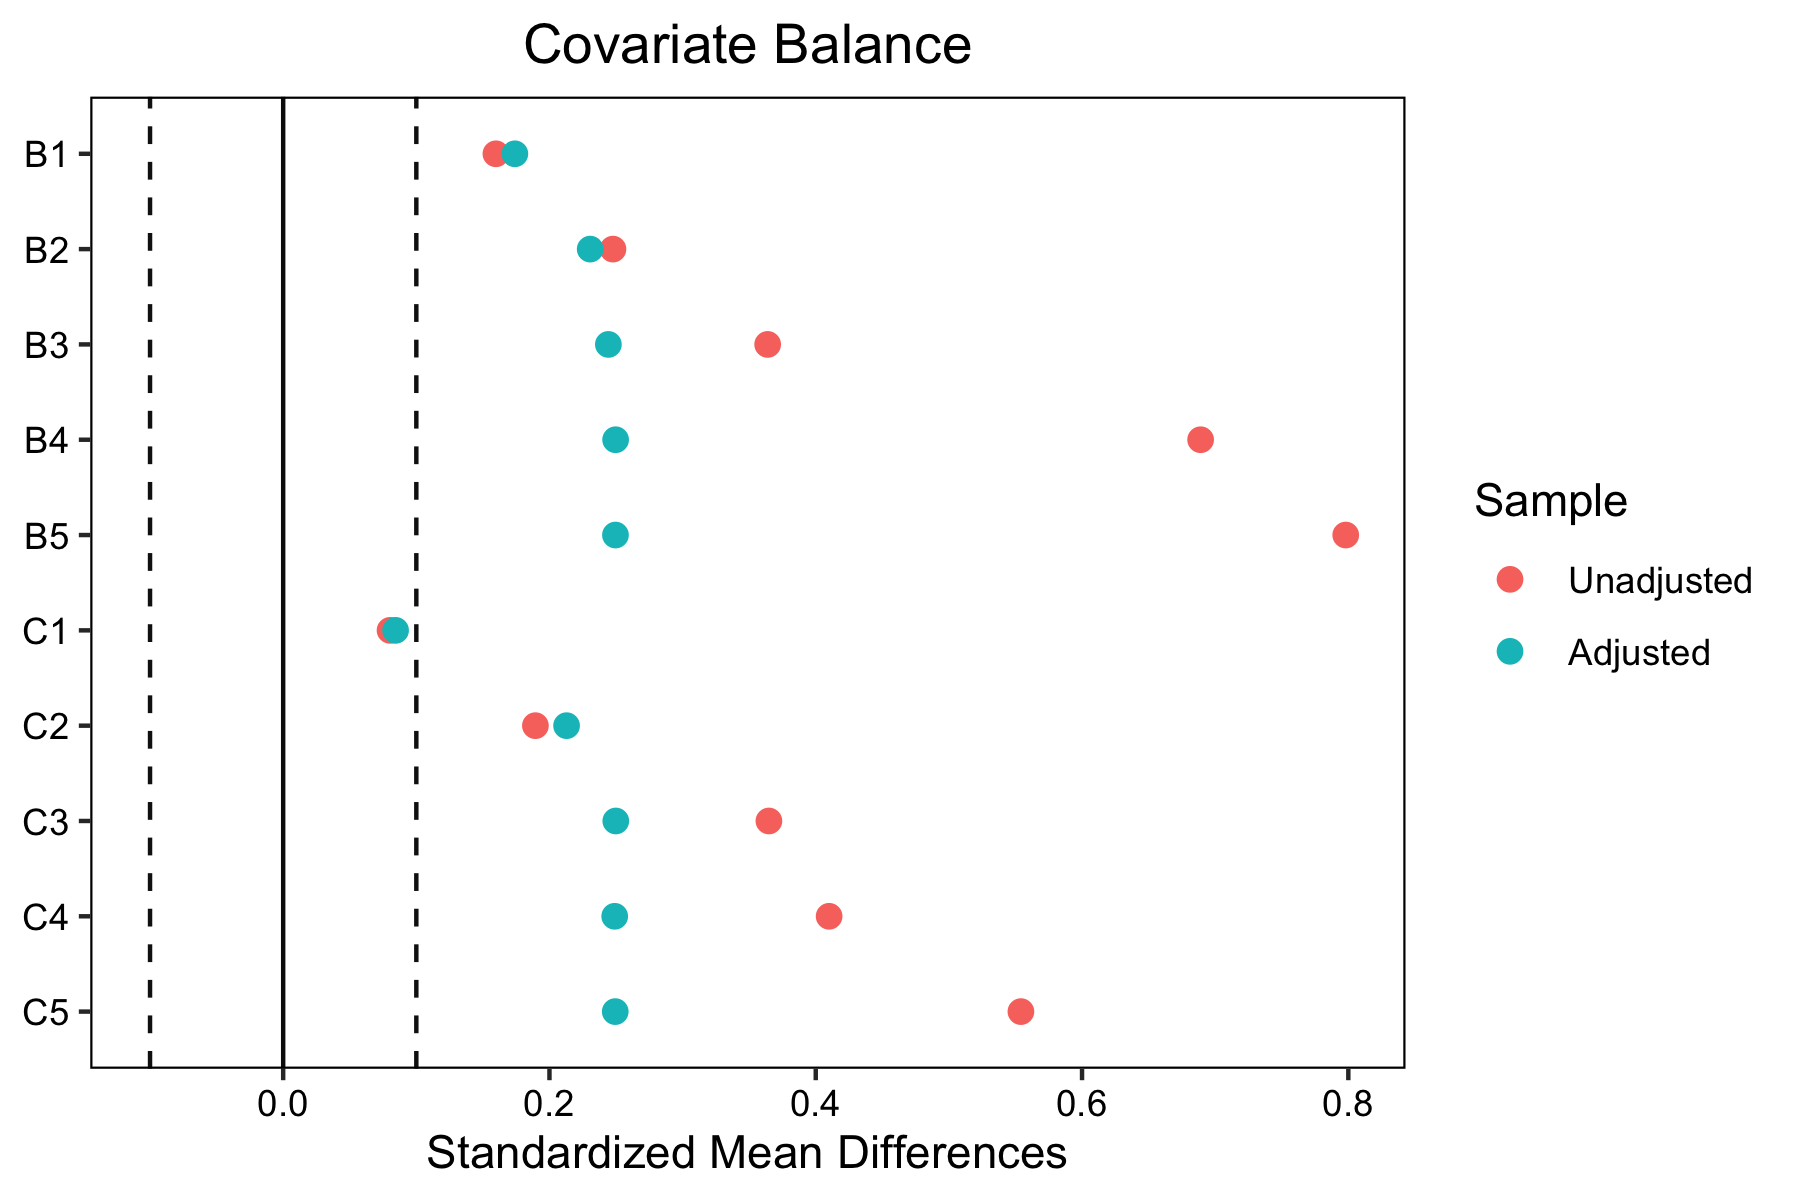 Covariate Balance
B1
B2
B3
B4
B5
C1
C2
C3
C4
C5
0.0 0.2 0.4 0.6 0.8
Standardized Mean Differences
Sample
Unadjusted
Adjusted